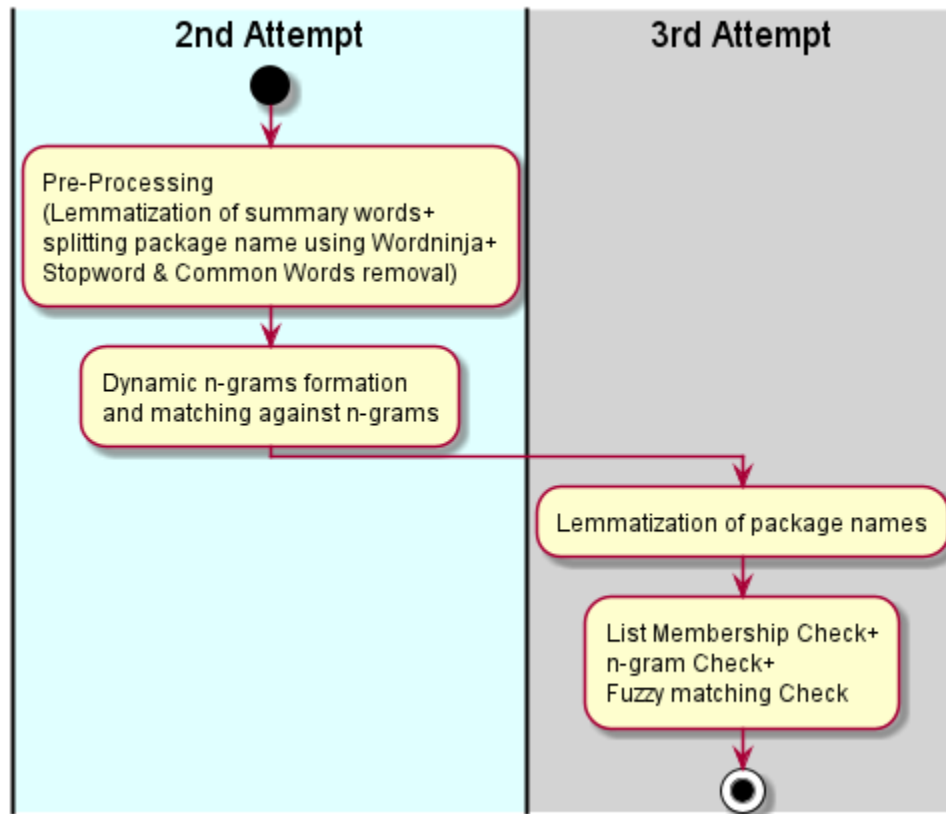 2nd Attempt
3rd Attempt
Pre-Processing
(Lemmatization of summary words+
splitting package name using Wordninja+
Stopword & Common Words removal)
Dynamic n-grams formation
and matching against n-grams
Lemmatization of package names
List Membership Check+
n-gram Check+
Fuzzy matching Check